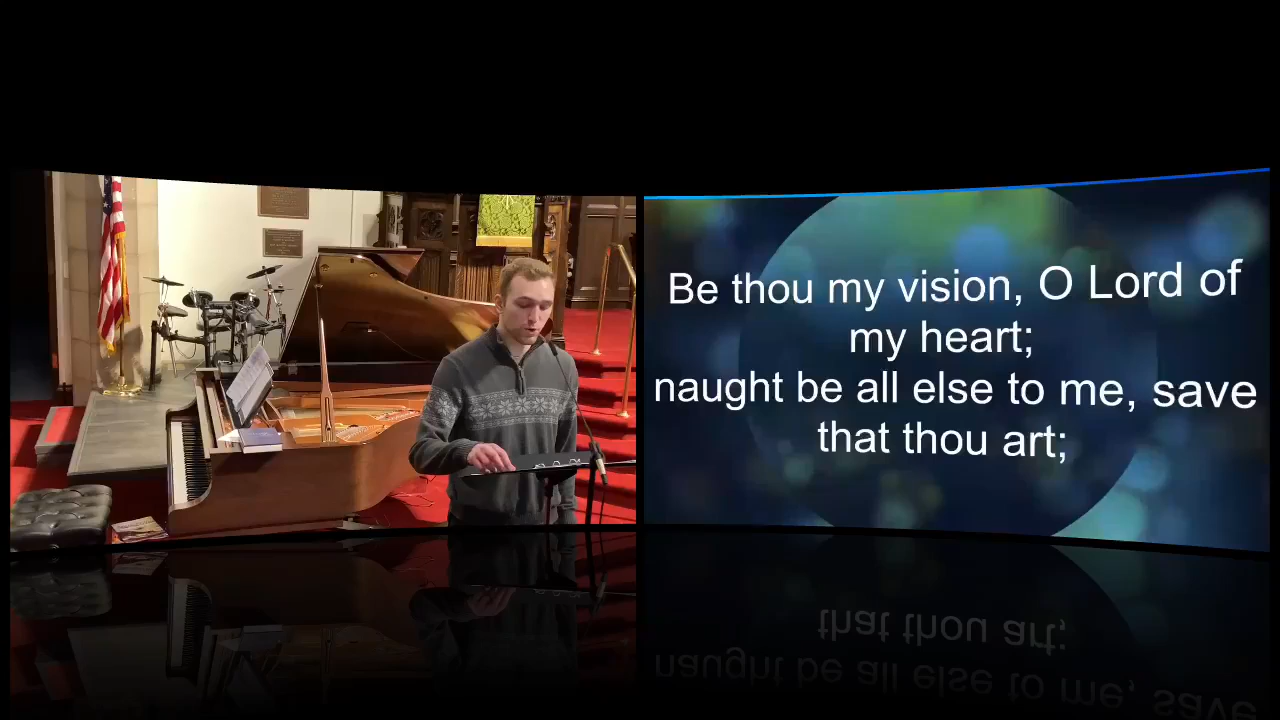 Be thou my vision, O Lord of
my heart;
naught be all else to me, save
that thou art;